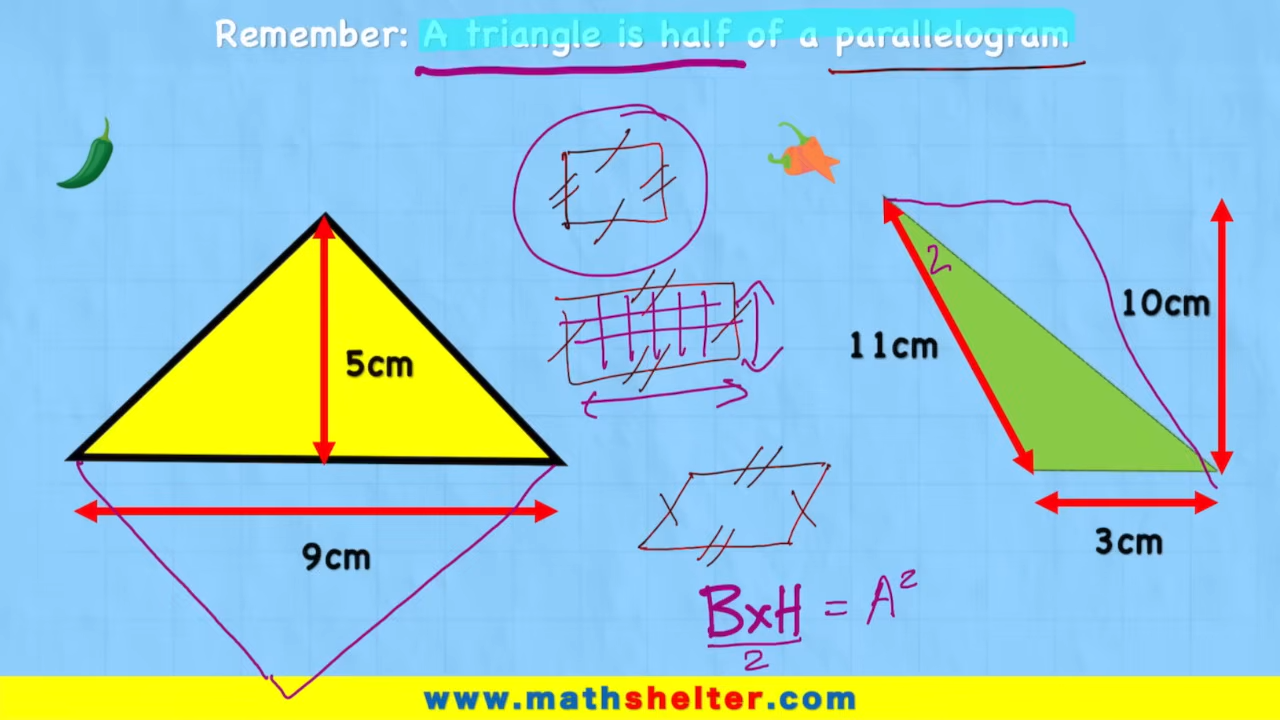 Remember: A triangle is half of a parallelogram
5cm
9cm
2
11cm
10cm
3cm
BxH = A²
2
www.mathshelter.com